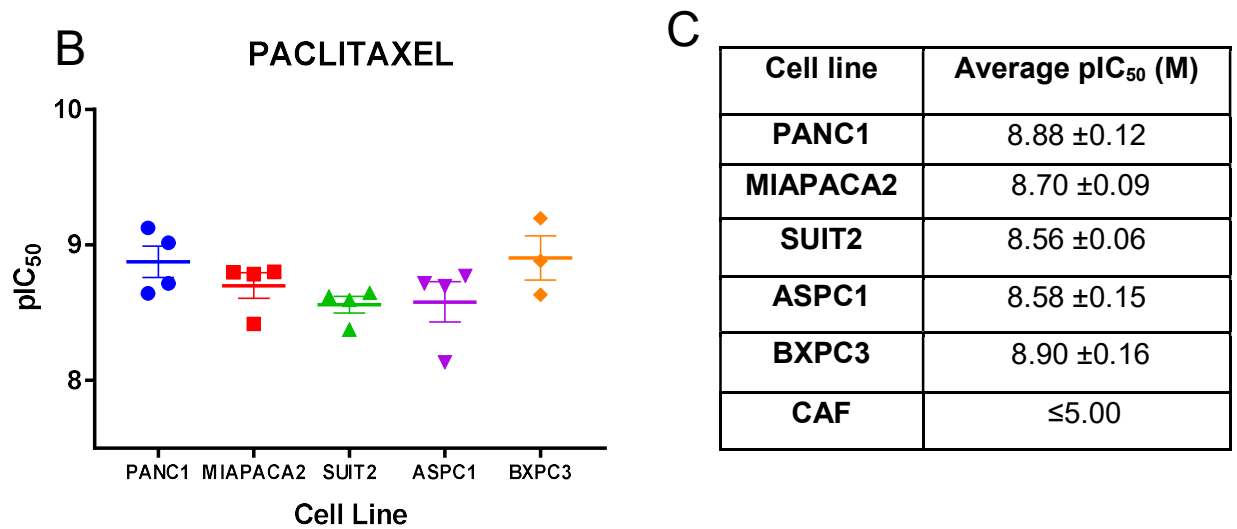 B
PACLITAXEL
10
9
8
pIC₅₀
PANC1 MIAPACA2 SUIT2 ASPC1 BXPC3
Cell Line
C
Cell line Average pIC₅₀ (M)
PANC1 8.88 ±0.12
MIAPACA2 8.70 ±0.09
SUIT2 8.56 ±0.06
ASPC1 8.58 ±0.15
BXPC3 8.90 ±0.16
CAF ≤5.00